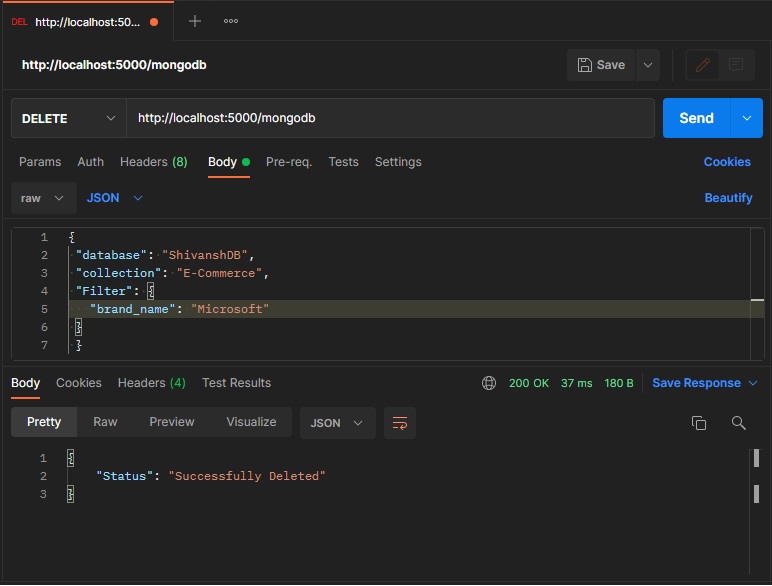 DEL http://localhost:50...
http://localhost:5000/mongodb
Save
DELETE http://localhost:5000/mongodb Send
Params Auth Headers (8) Body Pre-req. Tests Settings Cookies
raw JSON Beautify
1 {
2 "database": "ShivanshDB",
3 "collection": "E-Commerce",
4 "Filter": {
5 "brand_name": "Microsoft"
6 }
7 }
Body Cookies Headers (4) Test Results 200 OK 37 ms 180 B Save Response
Pretty Raw Preview Visualize JSON
1 {
2 "Status": "Successfully Deleted"
3 }